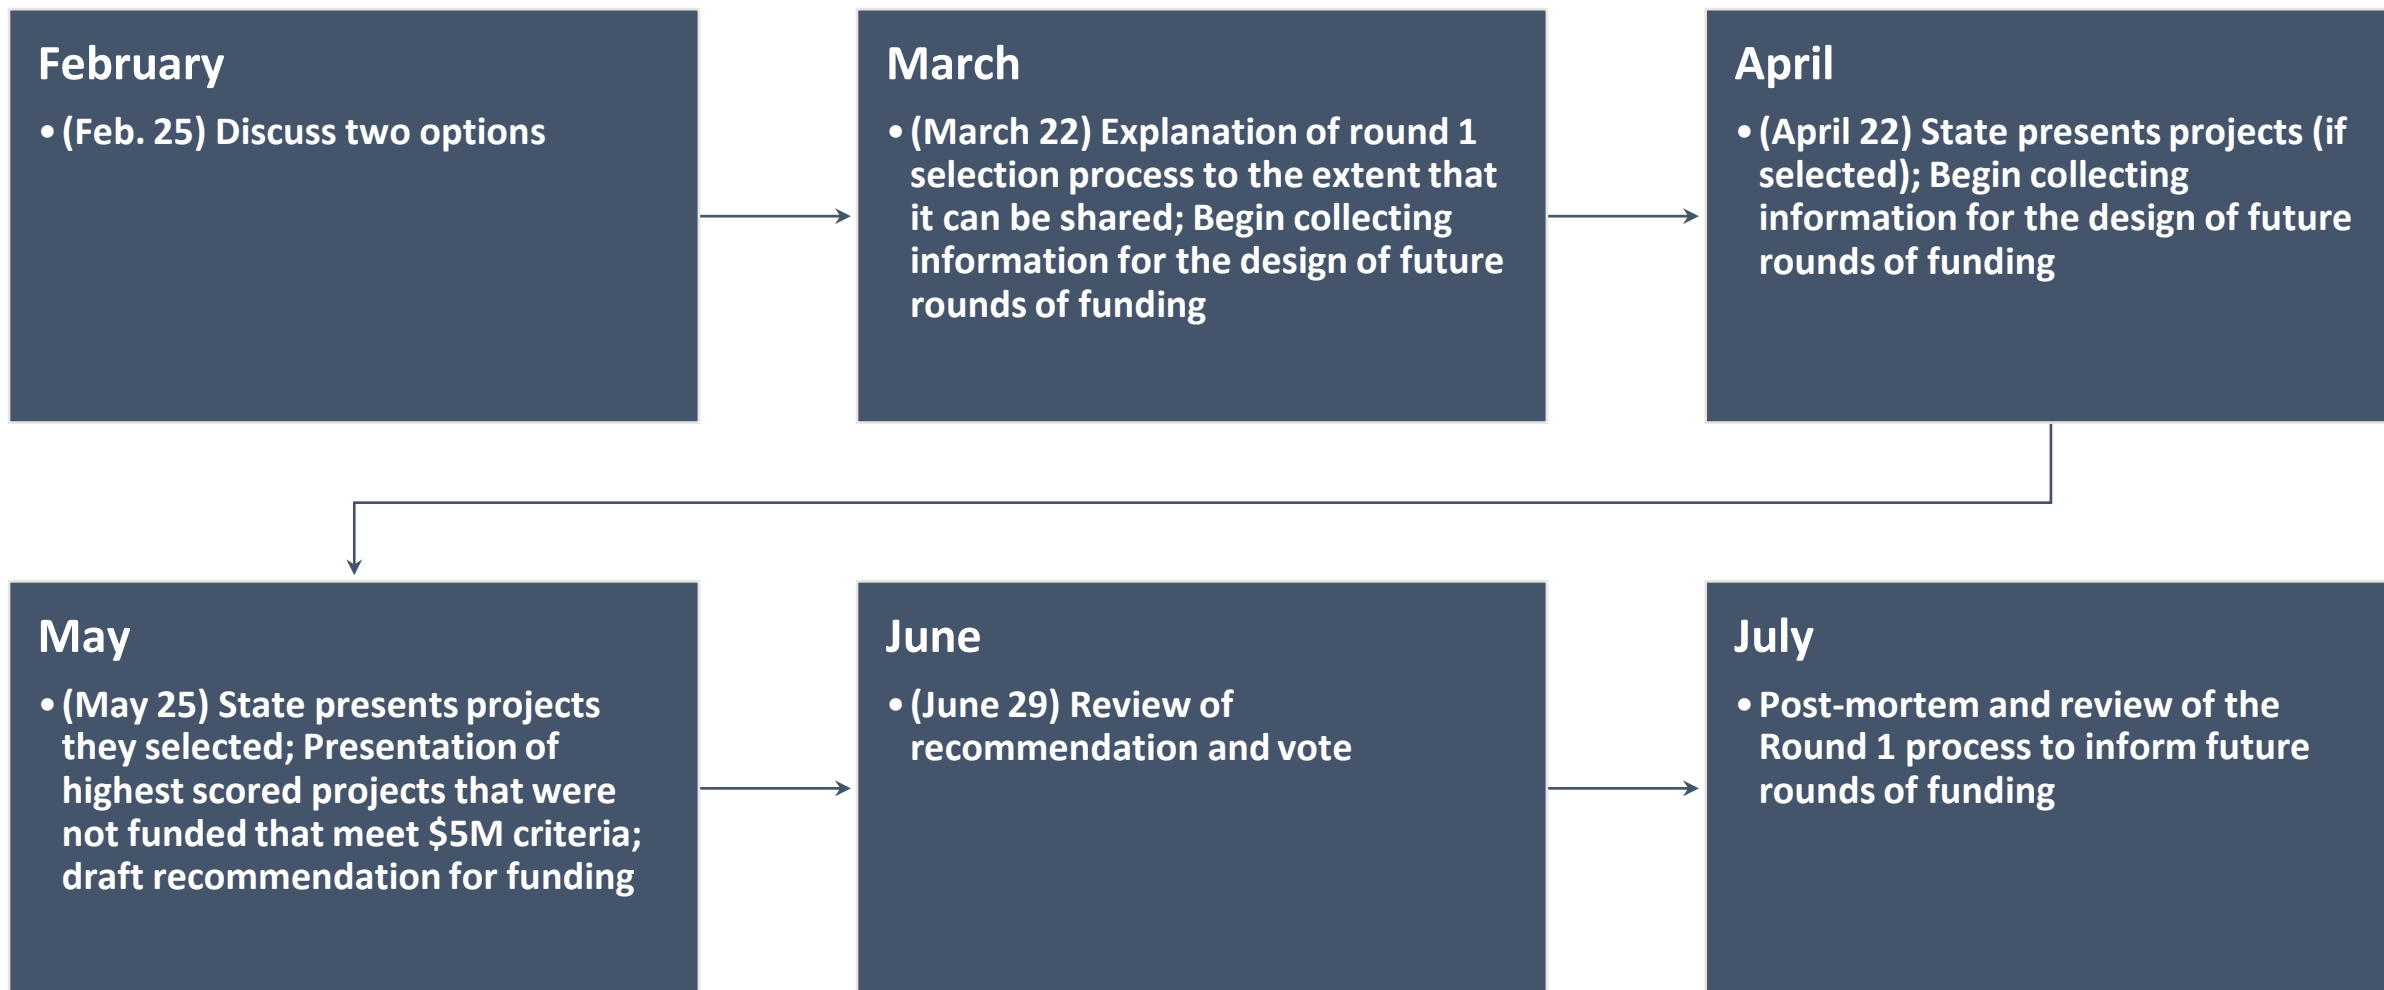 February
•(Feb. 25) Discuss two options
March
•(March 22) Explanation of round 1
selection process to the extent that
it can be shared; Begin collecting
information for the design of future
rounds of funding
April
•(April 22) State presents projects (if
selected); Begin collecting
information for the design of future
rounds of funding
May
•(May 25) State presents projects
they selected; Presentation of
highest scored projects that were
not funded that meet $5M criteria;
draft recommendation for funding
June
•(June 29) Review of
recommendation and vote
July
•Post-mortem and review of the
Round 1 process to inform future
rounds of funding